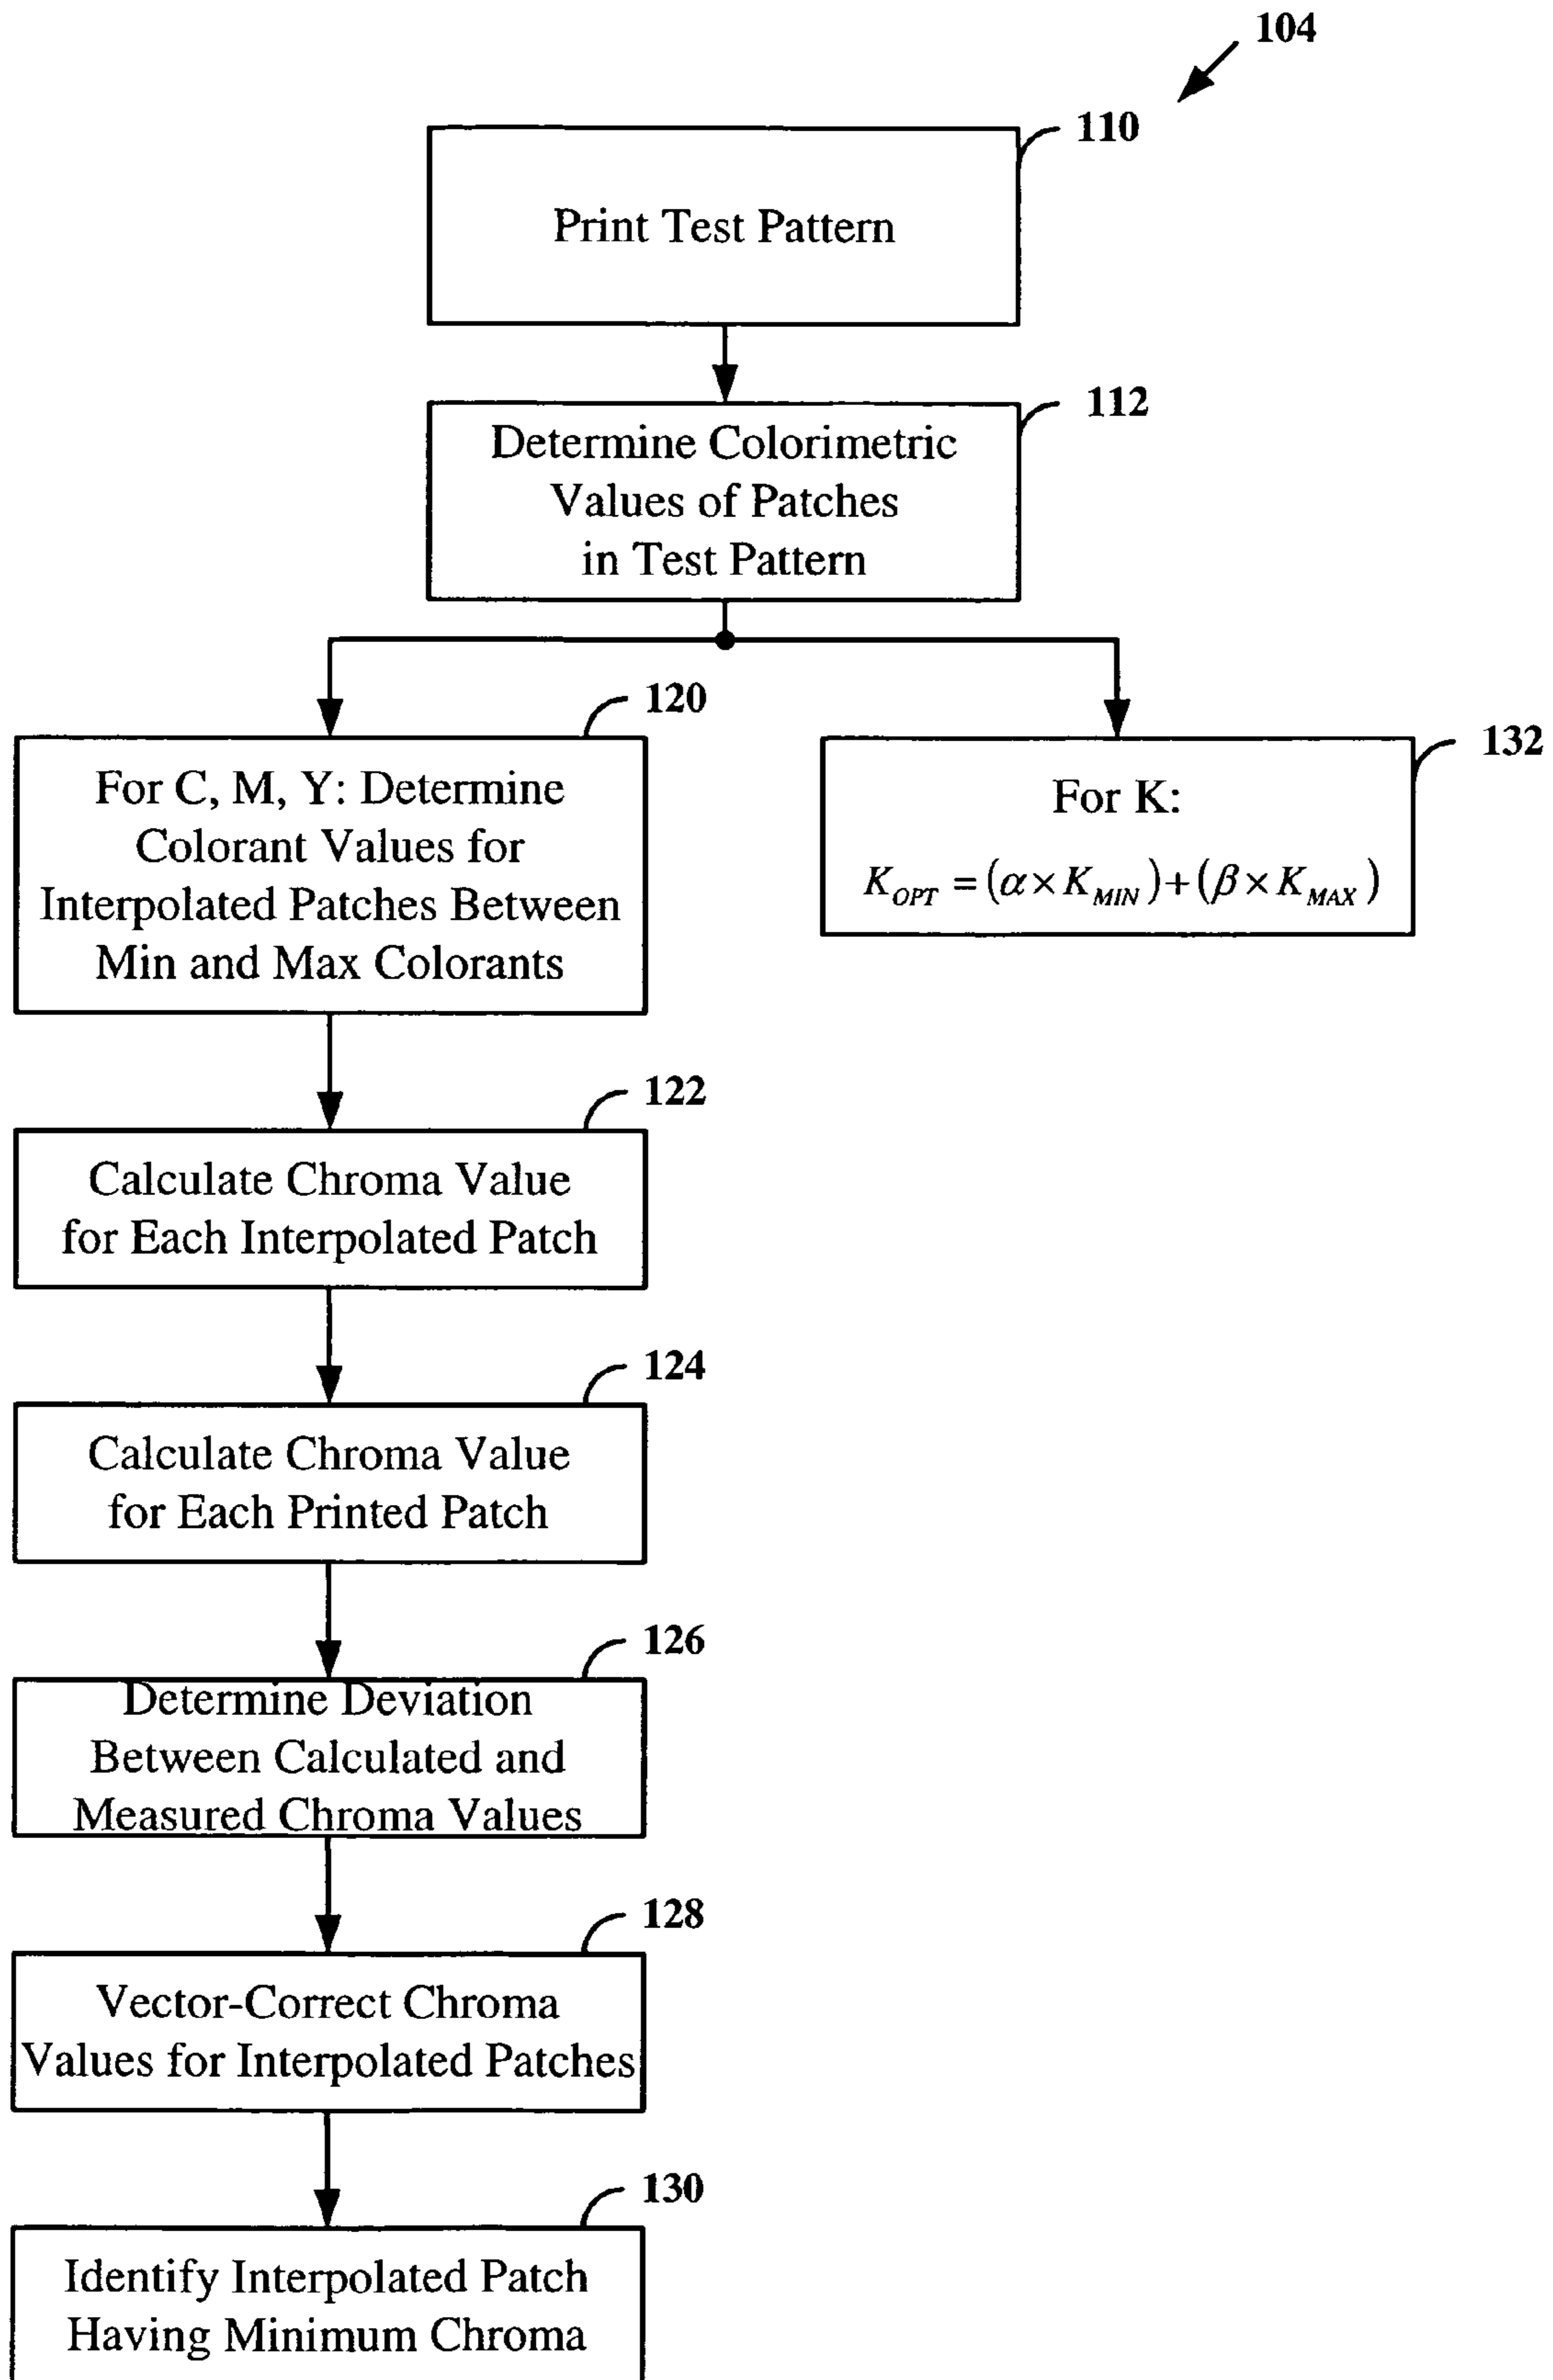 104
110
Print Test Pattern
112
Determine Colorimetric
Values of Patches
in Test Pattern
120
For C, M, Y: Determine
Colorant Values for
Interpolated Patches Between
Min and Max Colorants
132
For K:
K_OPT = (α × K_MIN) + (β × K_MAX)
122
Calculate Chroma Value
for Each Interpolated Patch
124
Calculate Chroma Value
for Each Printed Patch
126
Determine Deviation
Between Calculated and
Measured Chroma Values
128
Vector-Correct Chroma
Values for Interpolated Patches
130
Identify Interpolated Patch
Having Minimum Chroma